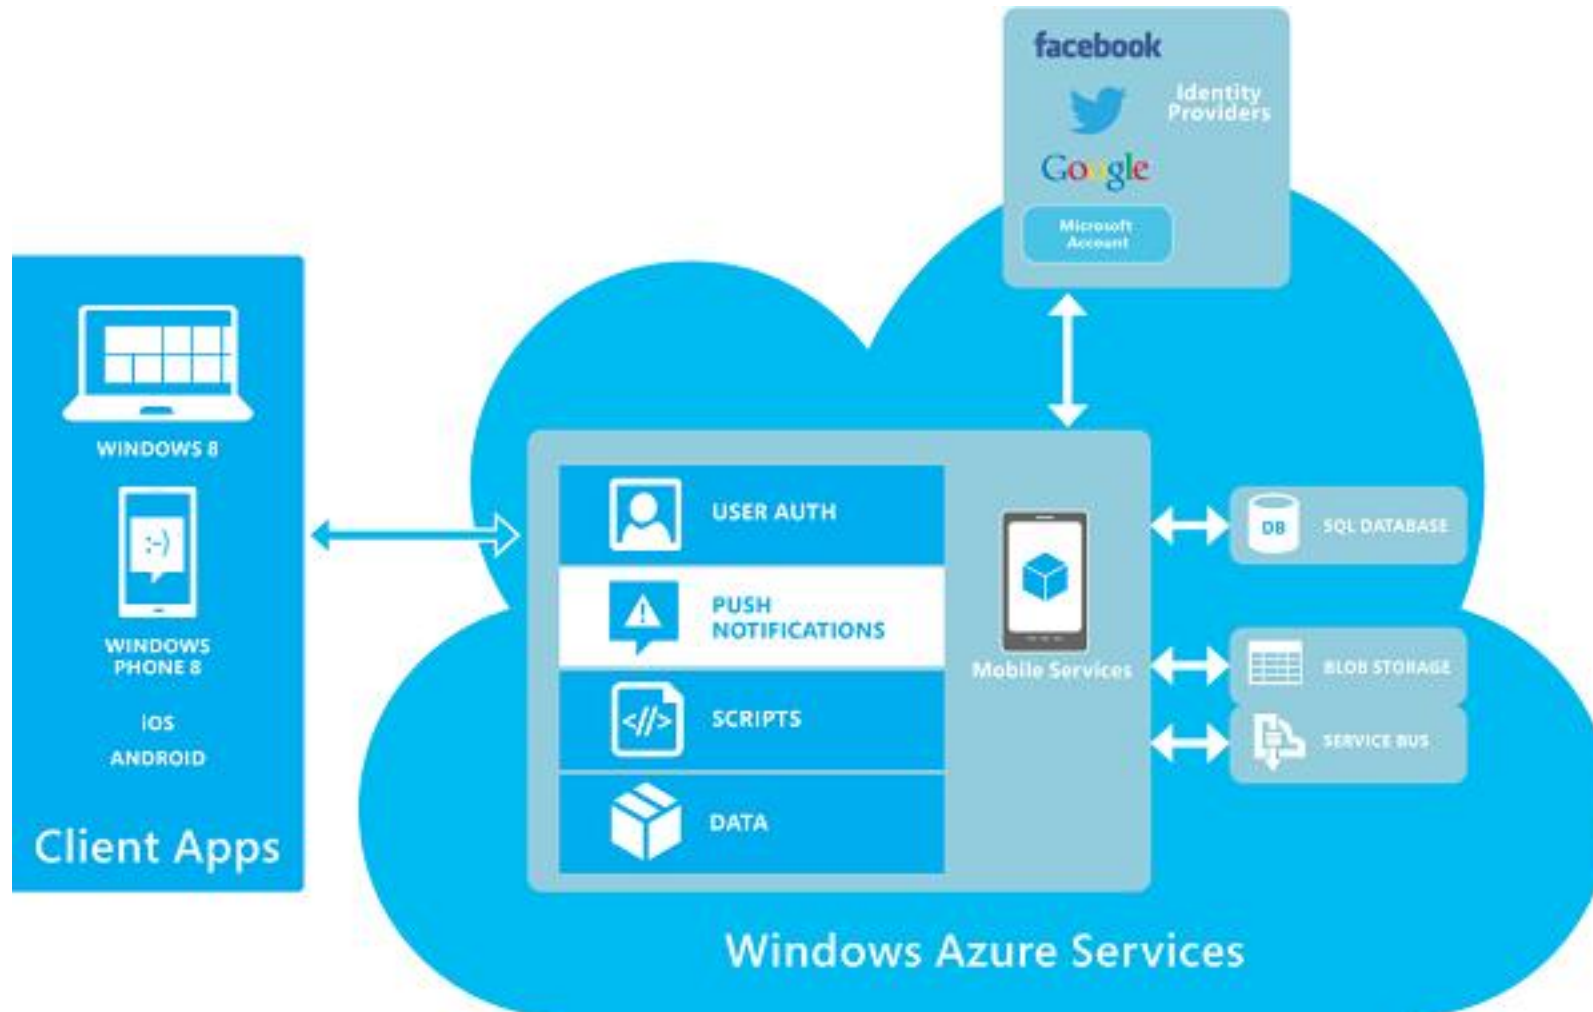 facebook
Identity
Providers
Google
Microsoft
Account
WINDOWS 8
:-)
WINDOWS
PHONE 8
iOS
ANDROID
Client Apps
USER AUTH
PUSH
NOTIFICATIONS
</​/>
SCRIPTS
DATA
Mobile Services
DB
SQL DATABASE
BLOB STORAGE
SERVICE BUS
Windows Azure Services